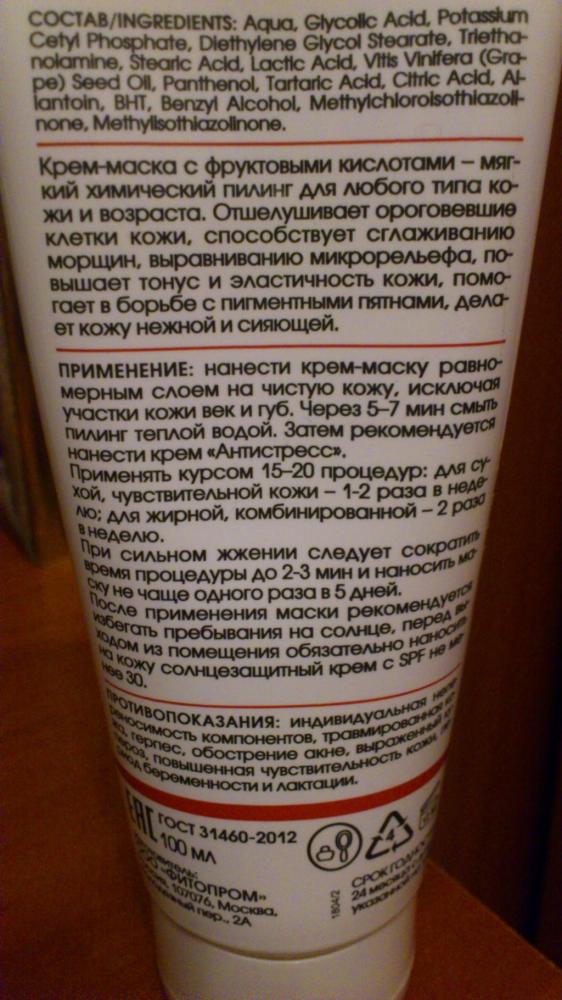 СОСТАВ/INGREDIENTS: Aqua, Glycolic Acid, Potassium
Cetyl Phosphate, Diethylene Glycol Stearate, Trietha-
nolamine, Stearic Acid, Lactic Acid, Vitis Vinifera (Gra-
pe) Seed Oil, Panthenol, Tartaric Acid, Citric Acid, Al-
lantoin, BHT, Benzyl Alcohol, Methylchloroisothiazoli-
none, Methylisothiazolinone.
Крем-маска с фруктовыми кислотами – мяг-
кий химический пилинг для любого типа ко-
жи и возраста. Отшелушивает ороговевшие
клетки кожи, способствует сглаживанию
морщин, выравниванию микрорельефа, по-
вышает тонус и эластичность кожи, помо-
гает в борьбе с пигментными пятнами, дела-
ет кожу нежной и сияющей.
ПРИМЕНЕНИЕ: нанести крем-маску равно-
мерным слоем на чистую кожу, исключая
участки кожи век и губ. Через 5–7 мин смыть
пилинг теплой водой. Затем рекомендуется
нанести крем «Антистресс».
Применять курсом 15–20 процедур: для су-
хой, чувствительной кожи – 1-2 раза в неде-
лю; для жирной, комбинированной – 2 раза
в неделю.
При сильном жжении следует сократить
время процедуры до 2-3 мин и наносить ма-
ску не чаще одного раза в 5 дней.
После применения маски рекомендуется
избегать пребывания на солнце, перед вы-
ходом из помещения обязательно наносить
на кожу солнцезащитный крем с SPF не ме-
нее 30.
ПРОТИВОПОКАЗАНИЯ: индивидуальная непе-
реносимость компонентов, травмированная
герпес, обострение акне, выраженный
повышенная чувствительность кожи,
беременности и лактации.
ЕАС ГОСТ 31460-2012
100 мл
4
«ФИТОПРОМ»
107076, Москва,
пер., 2А
1804/2
СРОК ГОДНОС
24 месяца